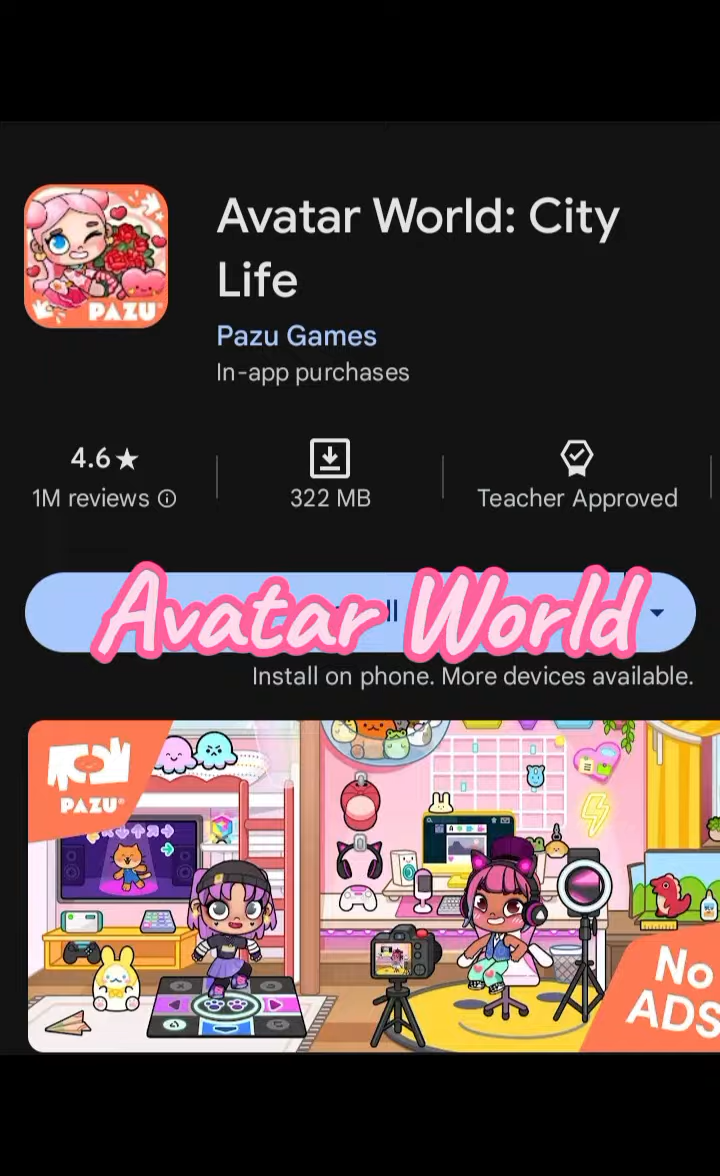 PAZU
Avatar World: City
Life
Pazu Games
In-app purchases
4.6★
1M reviews
322 MB
Teacher Approved
Avatar World
Install on phone. More devices available.
PAZU
No
ADS